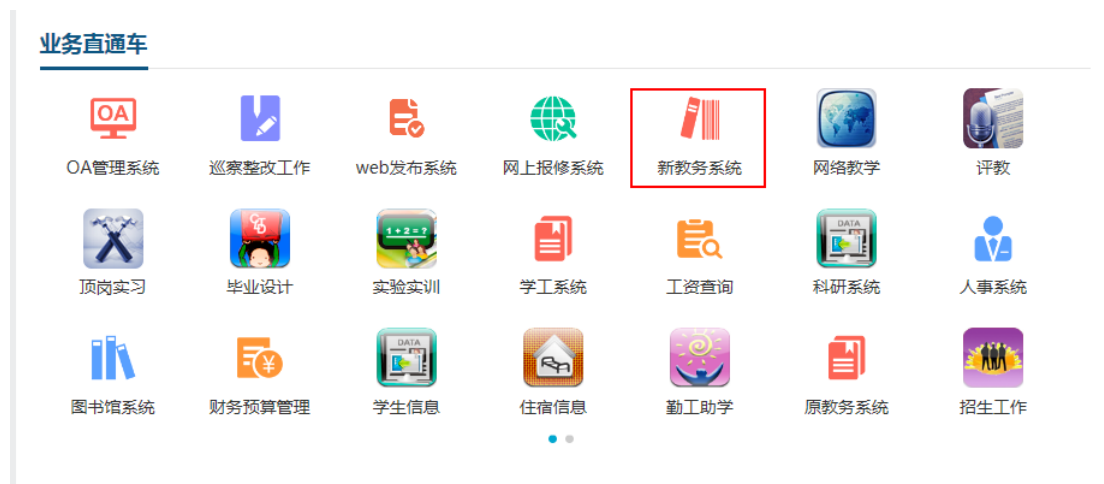 业务直通车
OA
OA管理系统
巡察整改工作
web发布系统
网上报修系统
新教务系统
网络教学
评教
顶岗实习
毕业设计
1+2=?
实验实训
学工系统
工资查询
DATA
科研系统
人事系统
图书馆系统
¥
财务预算管理
DATA
学生信息
住宿信息
勤工助学
原教务系统
招生工作